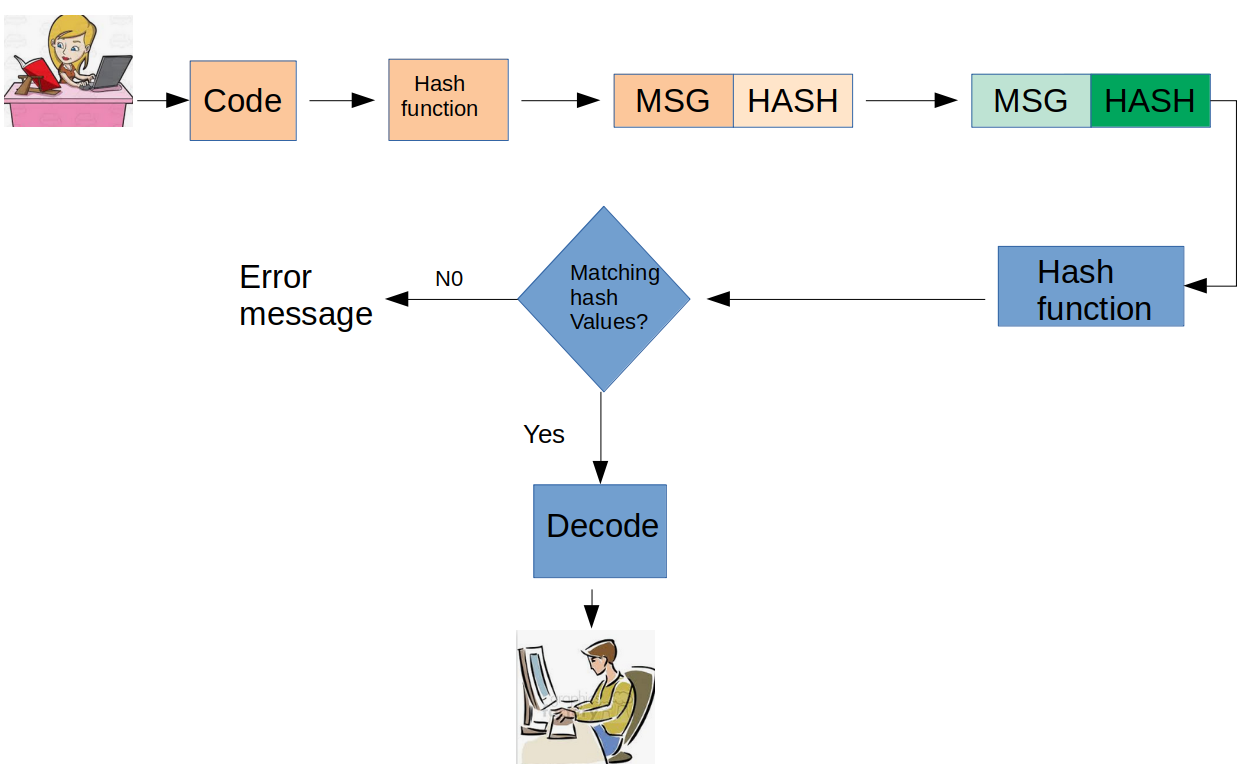 Code
Hash
function
MSG
HASH
MSG
HASH
Hash
function
Matching
hash
Values?
N0
Error
message
Yes
Decode